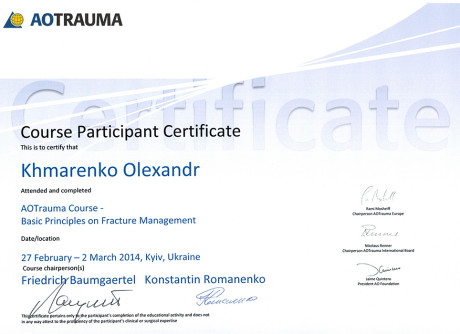 AOTRAUMA
Certificate
Course Participant Certificate
This is to certify that
Khmarenko Olexandr
Attended and completed
AOTrauma Course -
Basic Principles on Fracture Management
Date/location
27 February – 2 March 2014, Kyiv, Ukraine
Course chairperson(s)
Friedrich Baumgaertel Konstantin Romanenko
This certificate pertains only to the participant's completion of the educational activity and does not
in any way attest to the proficiency of the participant's clinical or surgical expertise
Rami Mosheiff
Chairperson AOTrauma Europe
Nikolaus Renner
Chairperson AOTrauma International Board
Jaime Quintero
President AO Foundation